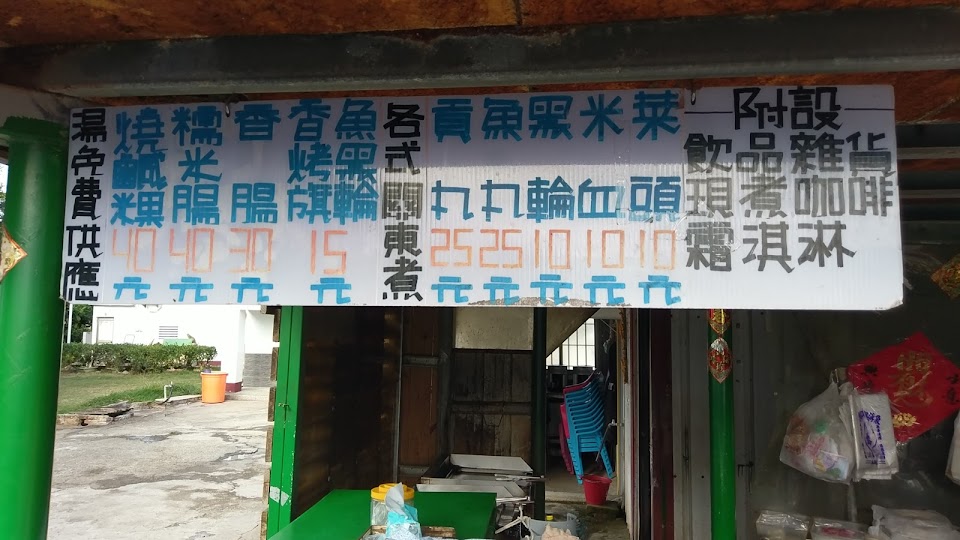 湯免費供應
燒鹹粿40元
糯米腸40元
香腸30元
香烤旗魚黑輪15元
各式關東煮
貢丸25元
魚丸25元
黑輪10元
米血10元
菜頭10元
附設
飲品雜貨
現煮咖啡
霜淇淋